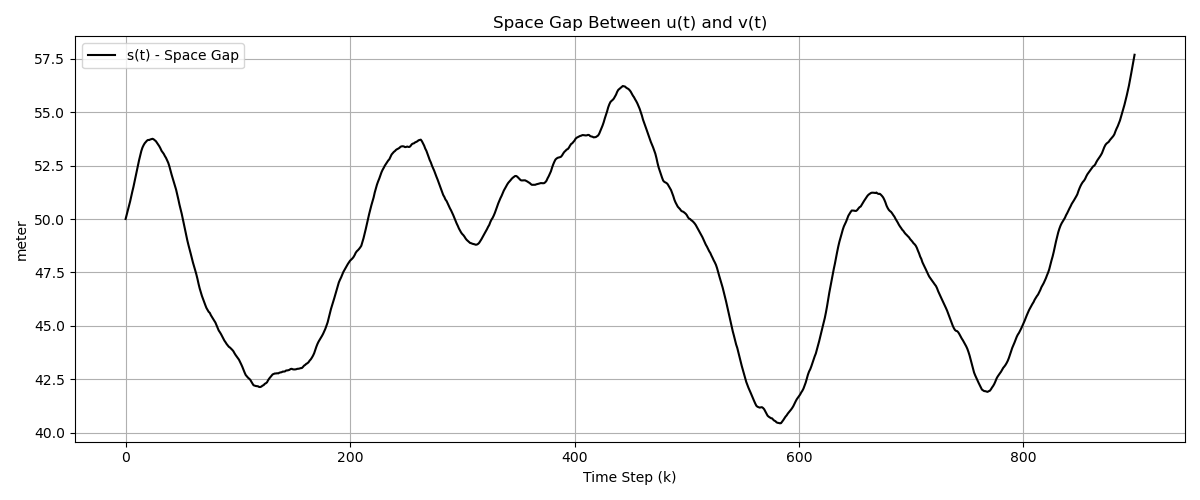 Space Gap Between u(t) and v(t)
s(t) - Space Gap
57.5
55.0
52.5
50.0
47.5
45.0
42.5
40.0
meter
0 200 400 600 800
Time Step (k)